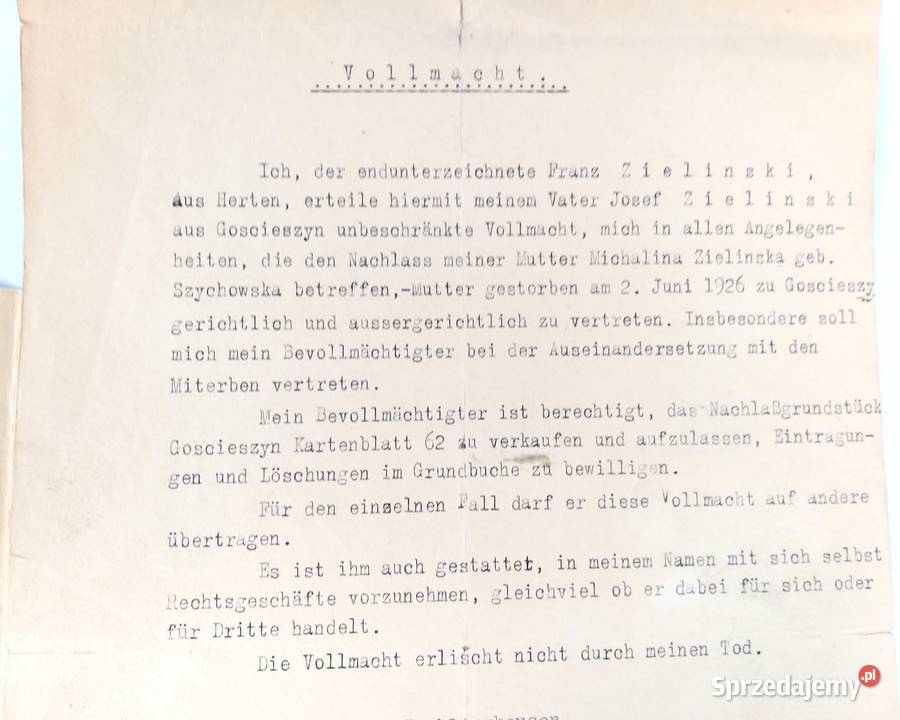 Vollmacht.
Ich, der endunterzeichnete Franz Zielinski,
Aus Herten, erteile hiermit meinem Vater Josef Zielinski
aus Goscieszyn unbeschränkte Vollmacht, mich in allen Angelegen-
heiten, die den Nachlass meiner Mutter Michalina Zielinska geb.
Szychowska betreffen,-Mutter gestorben am 2. Juni 1926 zu Goscieszy
gerichtlich und aussergerichtlich zu vertreten. Insbesondere soll
mich mein Bevollmächtigter bei der Auseinandersetzung mit den
Miterben vertreten.
Mein Bevollmächtigter ist berechtigt, das Nachlaßgrundstück
Goscieszyn Kartenblatt 62 zu verkaufen und aufzulassen, Eintragun-
gen und Löschungen im Grundbuche zu bewilligen.
Für den einzelnen Fall darf er diese Vollmacht auf andere
übertragen.
Es ist ihm auch gestattet, in meinem Namen mit sich selbst
Rechtsgeschäfte vorzunehmen, gleichviel ob er dabei für sich oder
für Dritte handelt.
Die Vollmacht erlischt nicht durch meinen Tod.
Sprzedajemy.pl